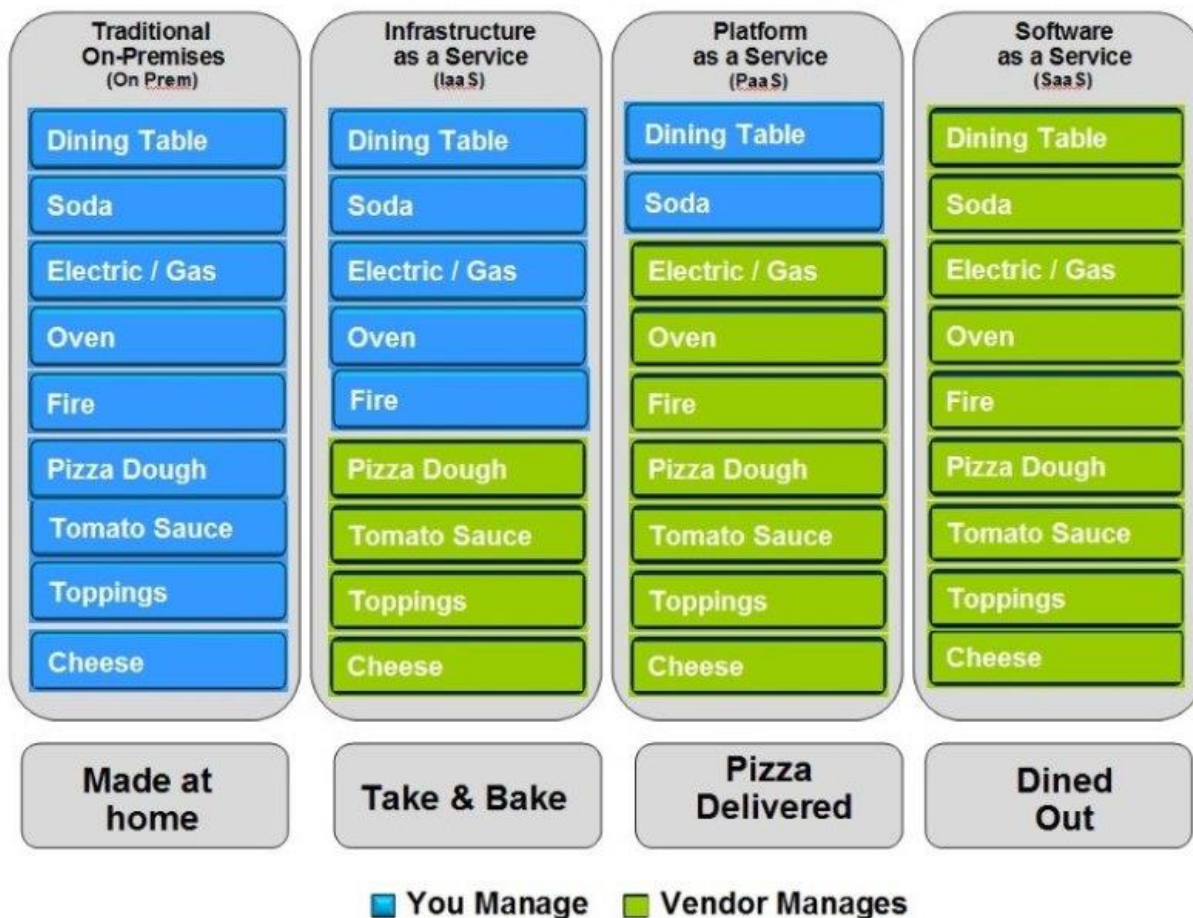 Traditional
On-Premises
(On Prem)
Dining Table
Soda
Electric / Gas
Oven
Fire
Pizza Dough
Tomato Sauce
Toppings
Cheese
Made at
home
Infrastructure
as a Service
(IaaS)
Dining Table
Soda
Electric / Gas
Oven
Fire
Pizza Dough
Tomato Sauce
Toppings
Cheese
Take & Bake
Platform
as a Service
(PaaS)
Dining Table
Soda
Electric / Gas
Oven
Fire
Pizza Dough
Tomato Sauce
Toppings
Cheese
Pizza
Delivered
Software
as a Service
(SaaS)
Dining Table
Soda
Electric / Gas
Oven
Fire
Pizza Dough
Tomato Sauce
Toppings
Cheese
Dined
Out
You Manage
Vendor Manages